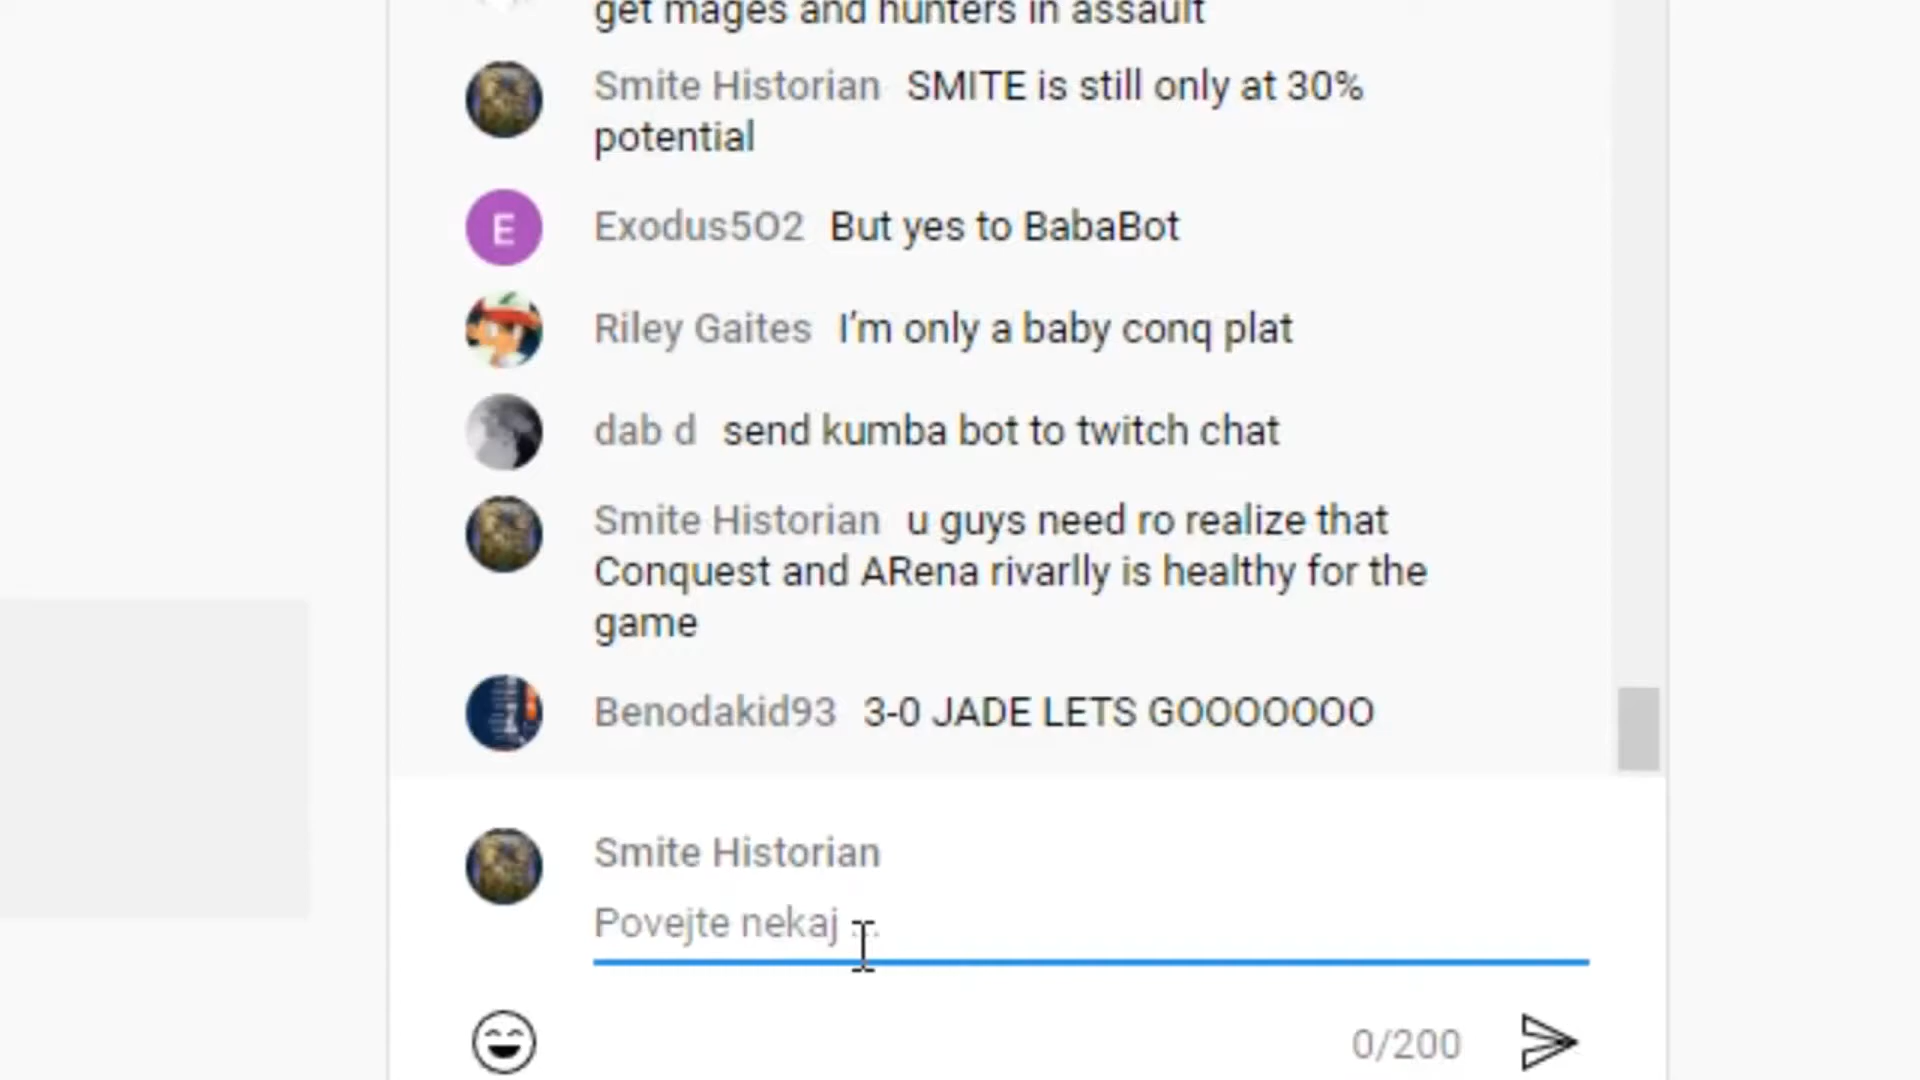 get mages and hunters in assault
Smite Historian SMITE is still only at 30%
potential
E
Exodus502 But yes to BabaBot
Riley Gaites I'm only a baby conq plat
dab d send kumba bot to twitch chat
Smite Historian u guys need ro realize that
Conquest and ARena rivarlly is healthy for the
game
Benodakid93 3-0 JADE LETS GOOOOOOO
Smite Historian
Povejte nekaj ...
0/200